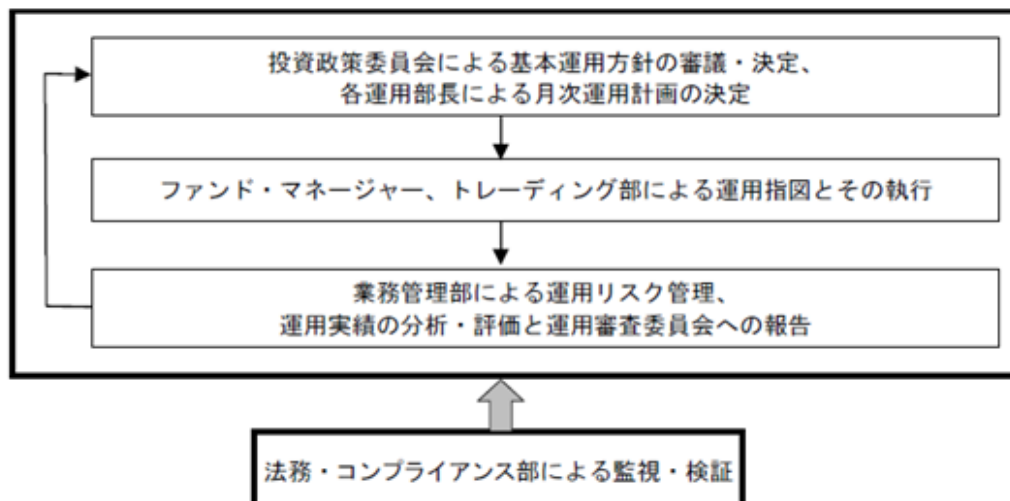 投資政策委員会による基本運用方針の審議・決定、
各運用部長による月次運用計画の決定
ファンド・マネージャー、トレーディング部による運用指図とその執行
業務管理部による運用リスク管理、
運用実績の分析・評価と運用審査委員会への報告
法務・コンプライアンス部による監視・検証